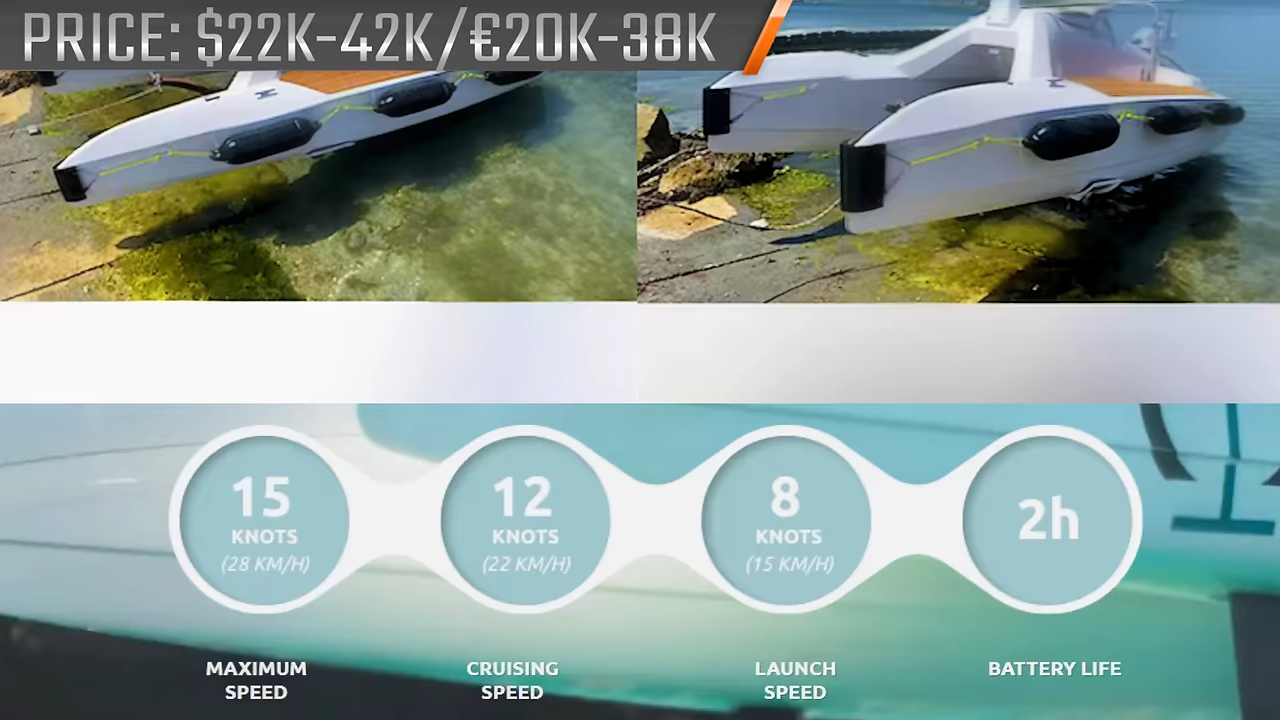 PRICE: $22K-42K/€20K-38K
15
KNOTS
(28 KM/H)
12
KNOTS
(22 KM/H)
8
KNOTS
(15 KM/H)
2h
MAXIMUM
SPEED
CRUISING
SPEED
LAUNCH
SPEED
BATTERY LIFE